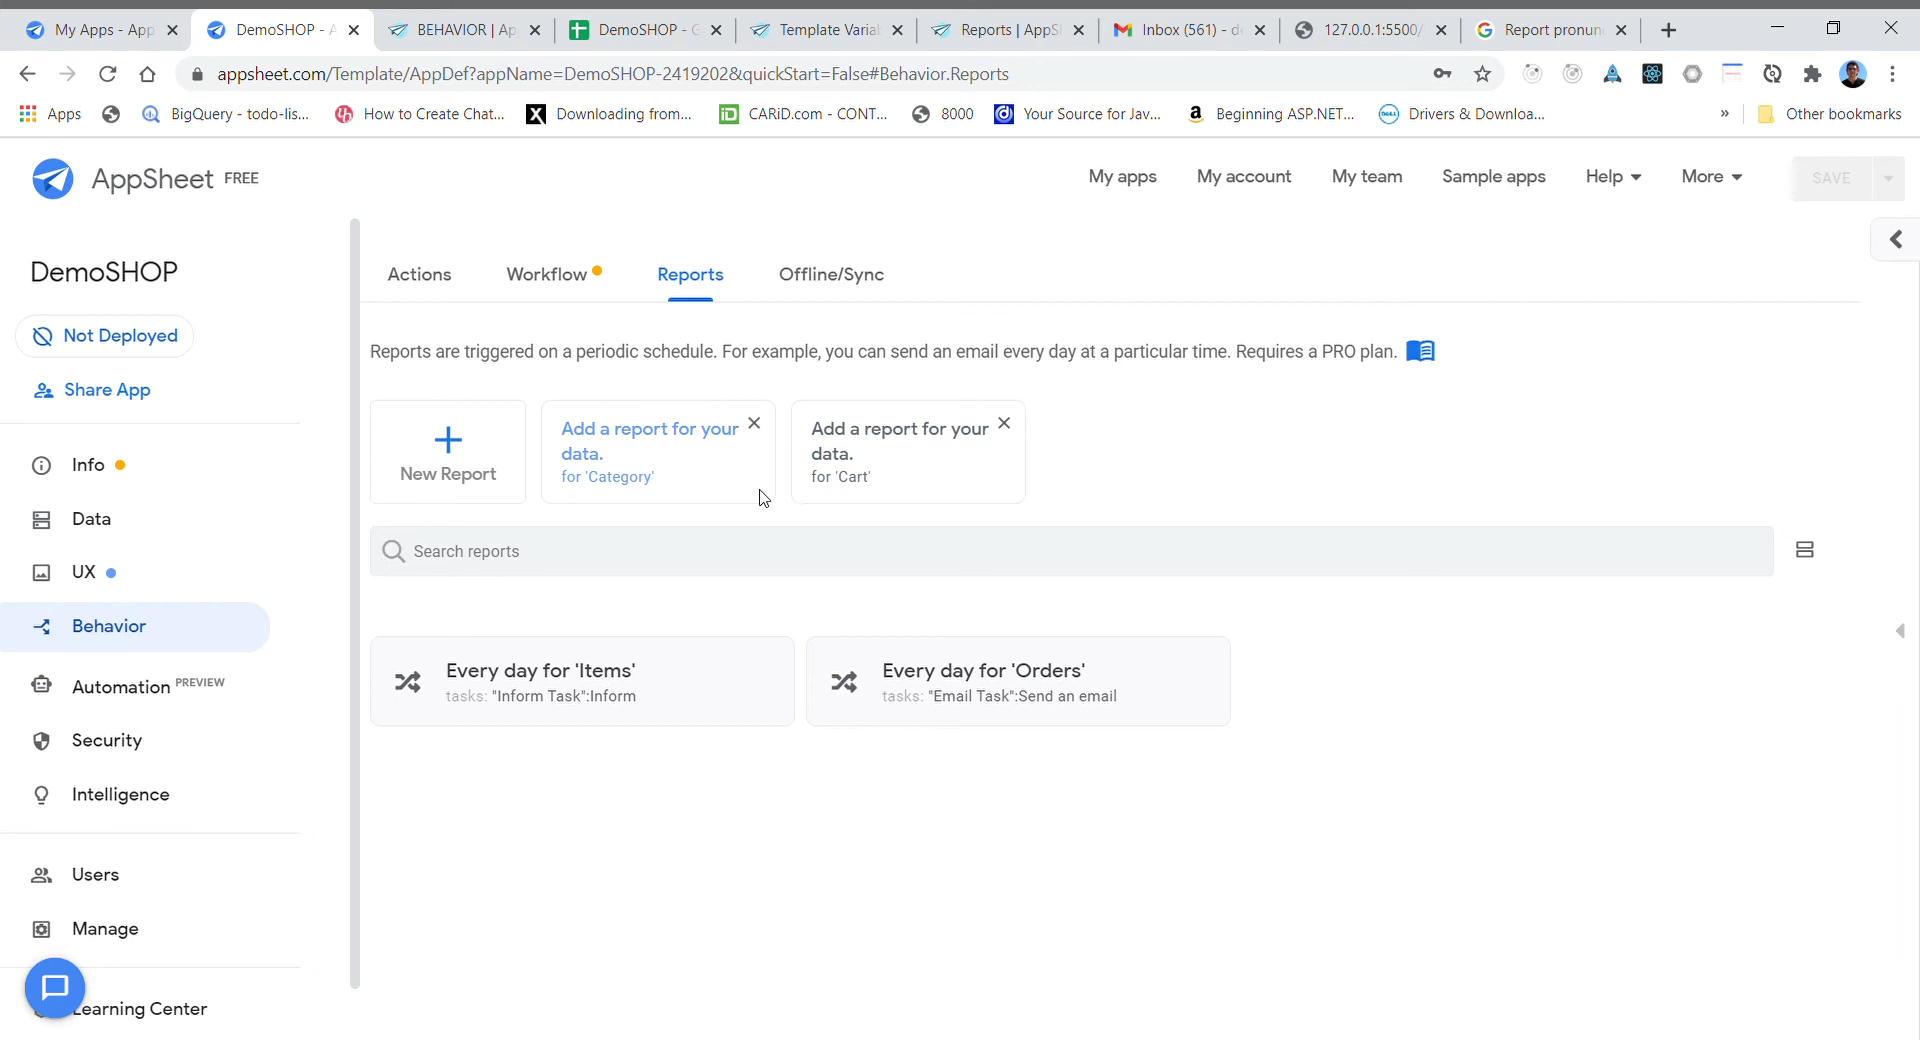 My Apps - App
DemoSHOP - A
BEHAVIOR | Ap
DemoSHOP - G
Template Varia
Reports | AppS
Inbox (561) - d
127.0.0.1:5500/
Report pronun
appsheet.com/Template/AppDef?appName=DemoSHOP-2419202&quickStart=False#Behavior.Reports
Apps
BigQuery - todo-lis...
How to Create Chat...
Downloading from...
CARiD.com - CONT...
8000
Your Source for Jav...
Beginning ASP.NET...
Drivers & Downloa...
»
Other bookmarks
AppSheet FREE
My apps
My account
My team
Sample apps
Help
More
SAVE
DemoSHOP
Not Deployed
Share App
Info
Data
UX
Behavior
Automation PREVIEW
Security
Intelligence
Users
Manage
Learning Center
Actions
Workflow
Reports
Offline/Sync
Reports are triggered on a periodic schedule. For example, you can send an email every day at a particular time. Requires a PRO plan.
New Report
Add a report for your
data.
for 'Category'
Add a report for your
data.
for 'Cart'
Search reports
Every day for 'Items'
tasks: "Inform Task":Inform
Every day for 'Orders'
tasks: "Email Task":Send an email